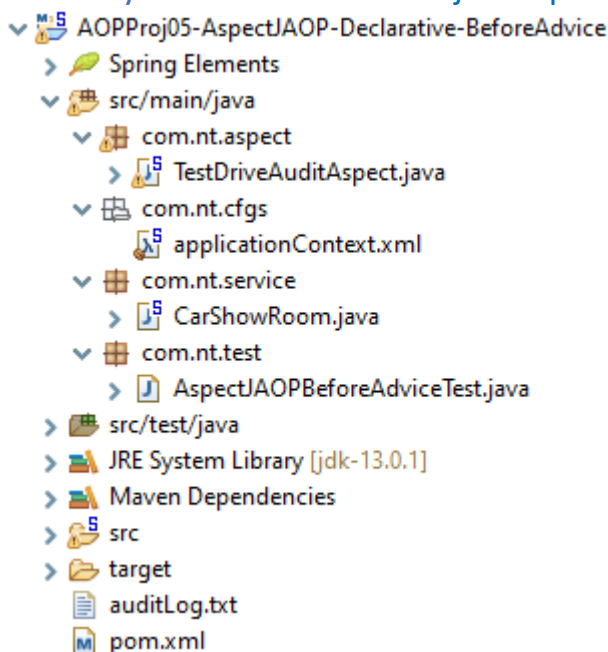 AOPProj05-AspectJAOP-Declarative-BeforeAdvice
Spring Elements
src/main/java
com.nt.aspect
TestDriveAuditAspect.java
com.nt.cfgs
applicationContext.xml
com.nt.service
CarShowRoom.java
com.nt.test
AspectJAOPBeforeAdviceTest.java
src/test/java
JRE System Library [jdk-13.0.1]
Maven Dependencies
src
target
auditLog.txt
pom.xml